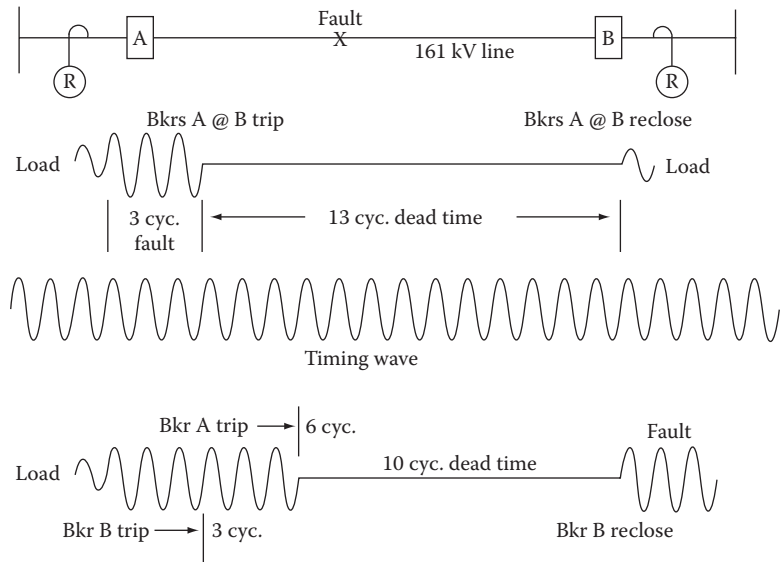 Fault
A
X
B
161 kV line
R
R
Bkrs A @ B trip
Bkrs A @ B reclose
Load
Load
3 cyc.
fault
13 cyc. dead time
Timing wave
Bkr A trip
6 cyc.
Fault
Load
10 cyc. dead time
Bkr B trip
3 cyc.
Bkr B reclose